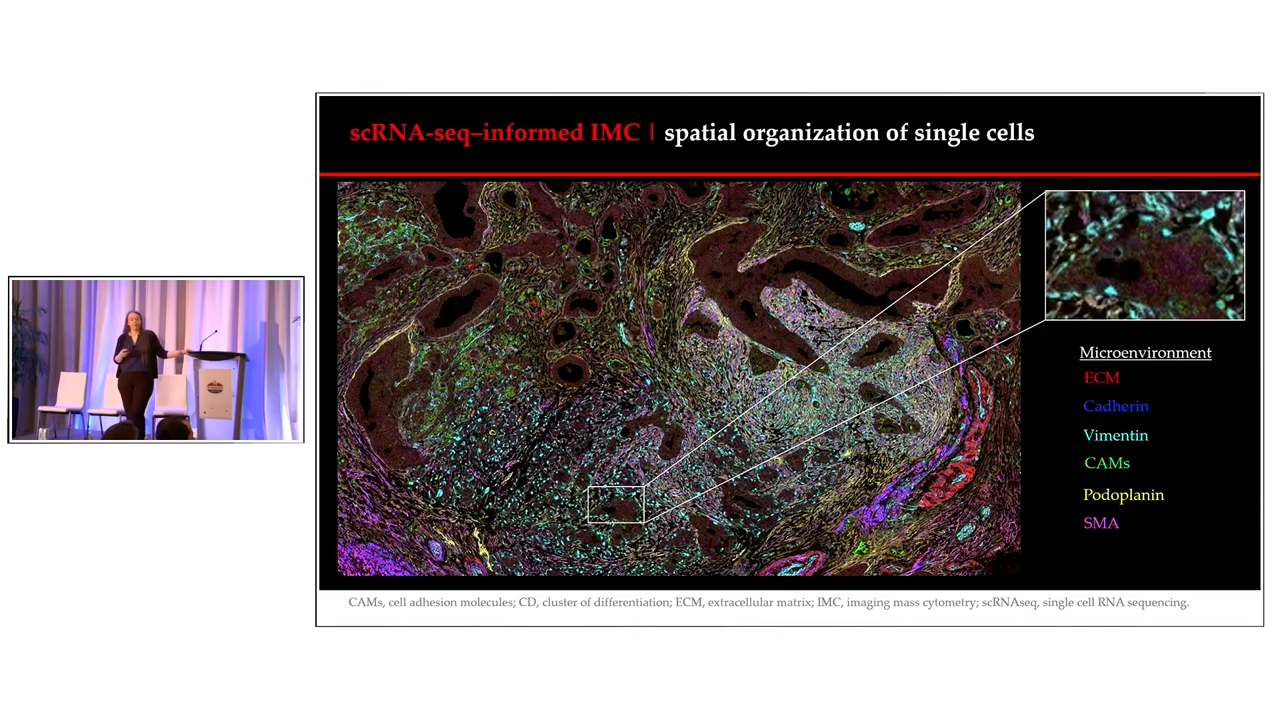 scRNA-seq–informed IMC | spatial organization of single cells
Microenvironment
ECM
Cadherin
Vimentin
CAMs
Podoplanin
SMA
CAMs, cell adhesion molecules; CD, cluster of differentiation; ECM, extracellular matrix; IMC, imaging mass cytometry; scRNAseq, single cell RNA sequencing.